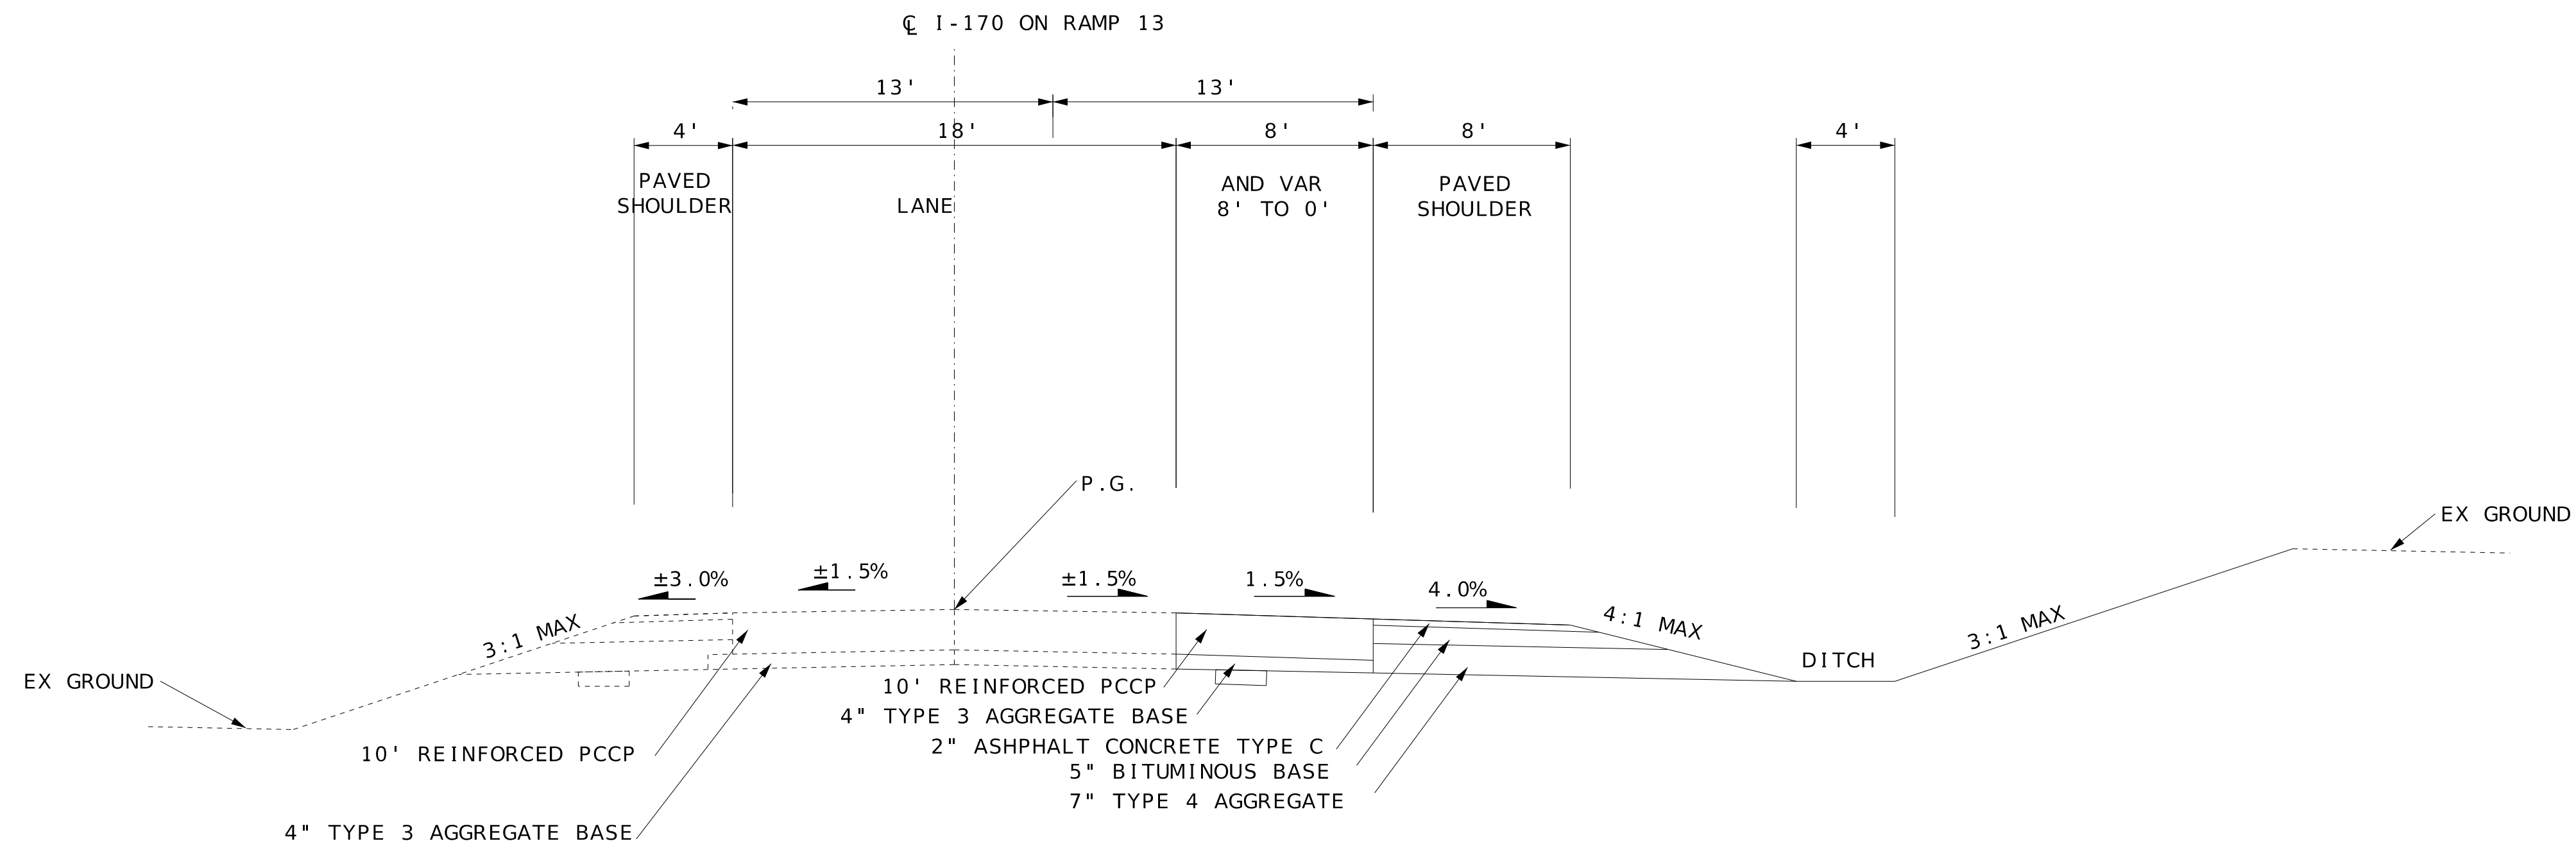 ℄ I-170 ON RAMP 13
13'
13'
4'
18'
8'
8'
4'
PAVED
SHOULDER
LANE
AND VAR
8' TO 0'
PAVED
SHOULDER
P.G.
EX GROUND
±3.0%
±1.5%
±1.5%
1.5%
4.0%
3:1 MAX
4:1 MAX
3:1 MAX
DITCH
EX GROUND
10' REINFORCED PCCP
4" TYPE 3 AGGREGATE BASE
2" ASHPHALT CONCRETE TYPE C
5" BITUMINOUS BASE
7" TYPE 4 AGGREGATE
10' REINFORCED PCCP
4" TYPE 3 AGGREGATE BASE